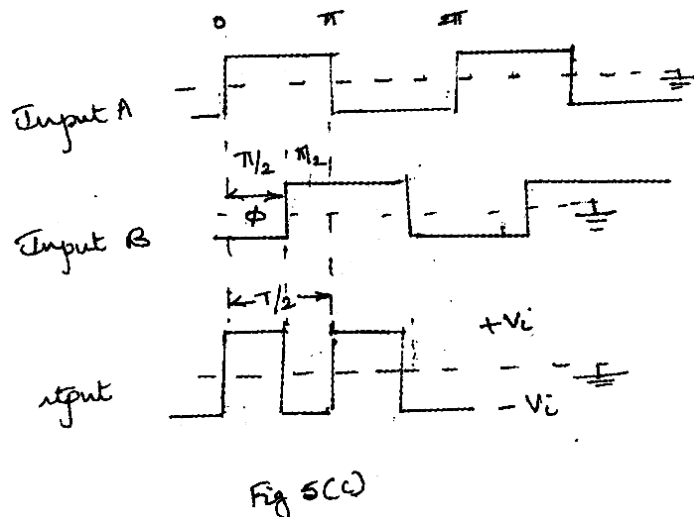 0 π 2π
Input A
π/2 π/2
φ
Input B
T/2
+Vi
utput
-Vi
Fig 5(c)